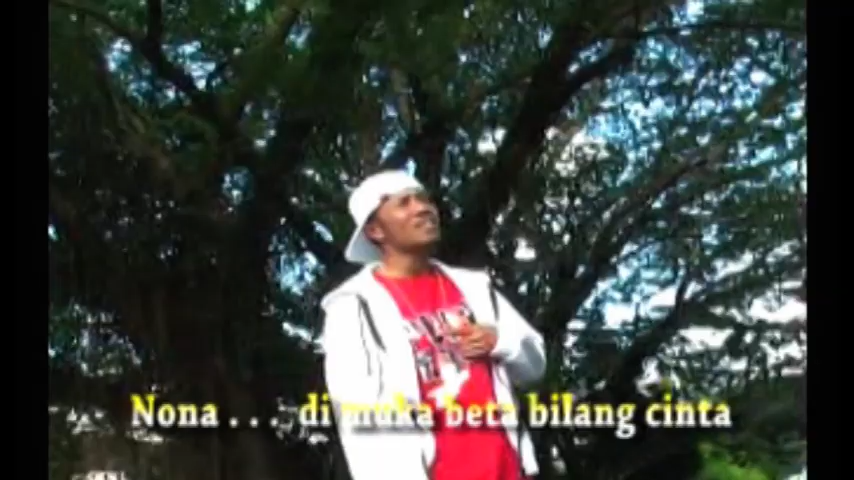 Nona . . . di muka beta bilang cinta